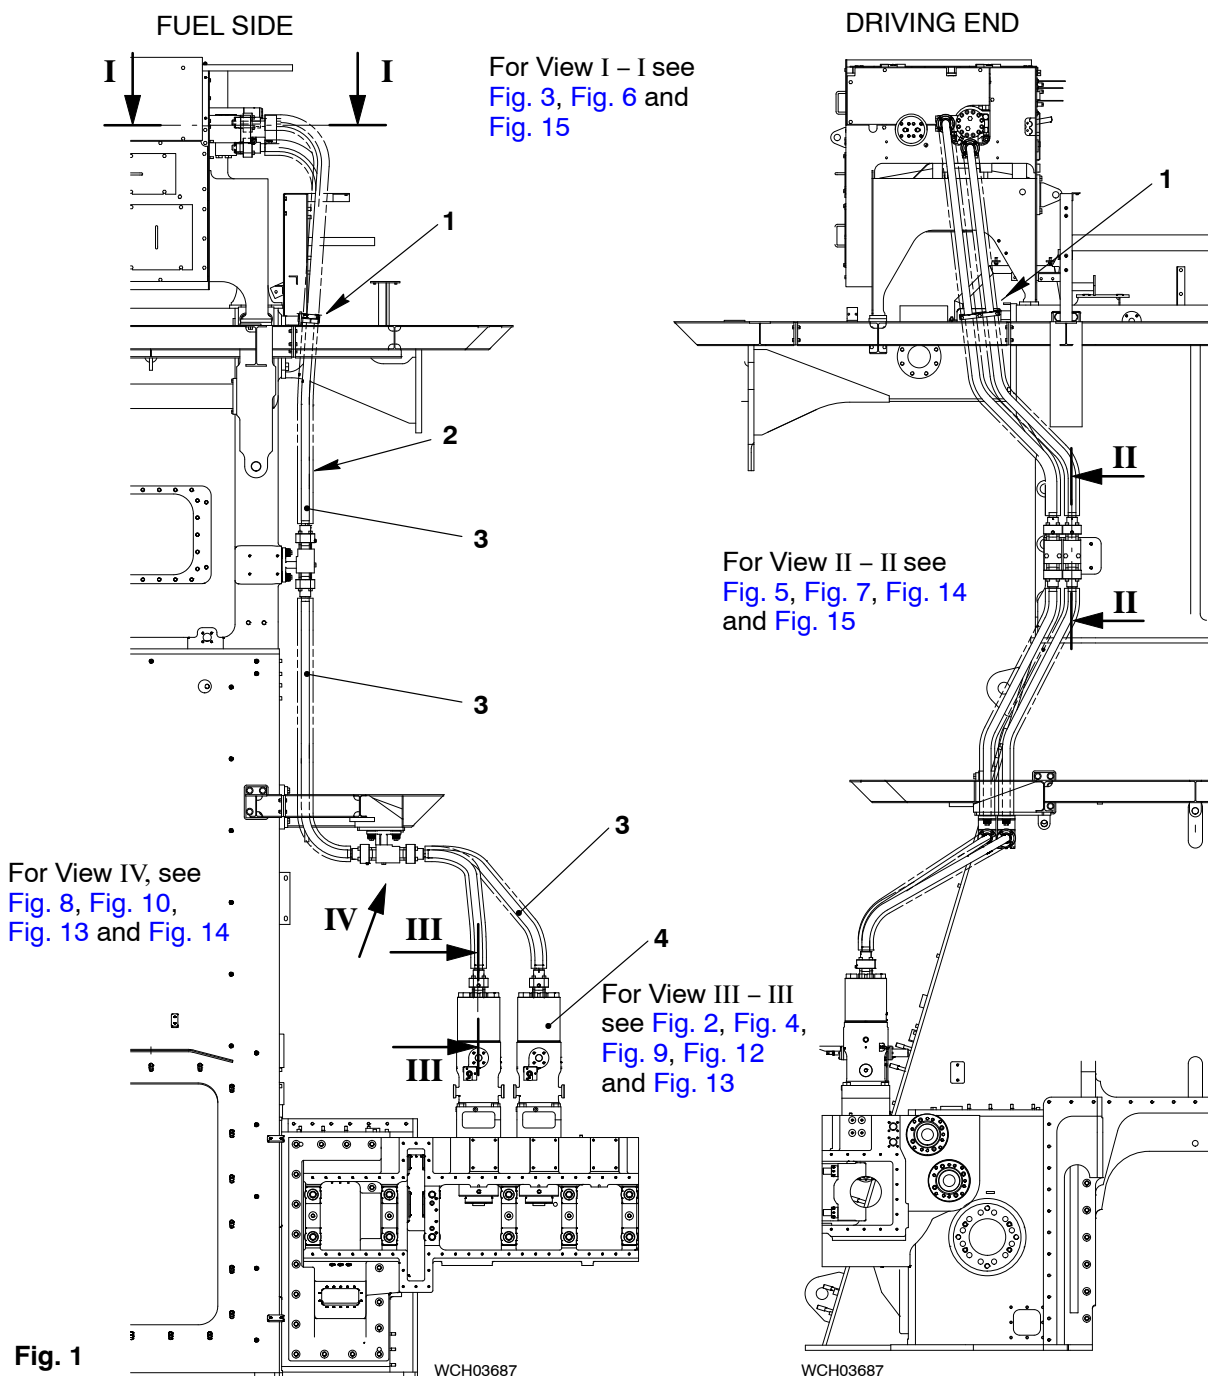 FUEL SIDE
DRIVING END
I
I
For View I – I see
Fig. 3, Fig. 6 and
Fig. 15
1
1
2
3
II
For View II – II see
Fig. 5, Fig. 7, Fig. 14
and Fig. 15
II
3
3
For View IV, see
Fig. 8, Fig. 10,
Fig. 13 and Fig. 14
IV
III
4
For View III – III
see Fig. 2, Fig. 4,
Fig. 9, Fig. 12
and Fig. 13
III
Fig. 1
WCH03687
WCH03687